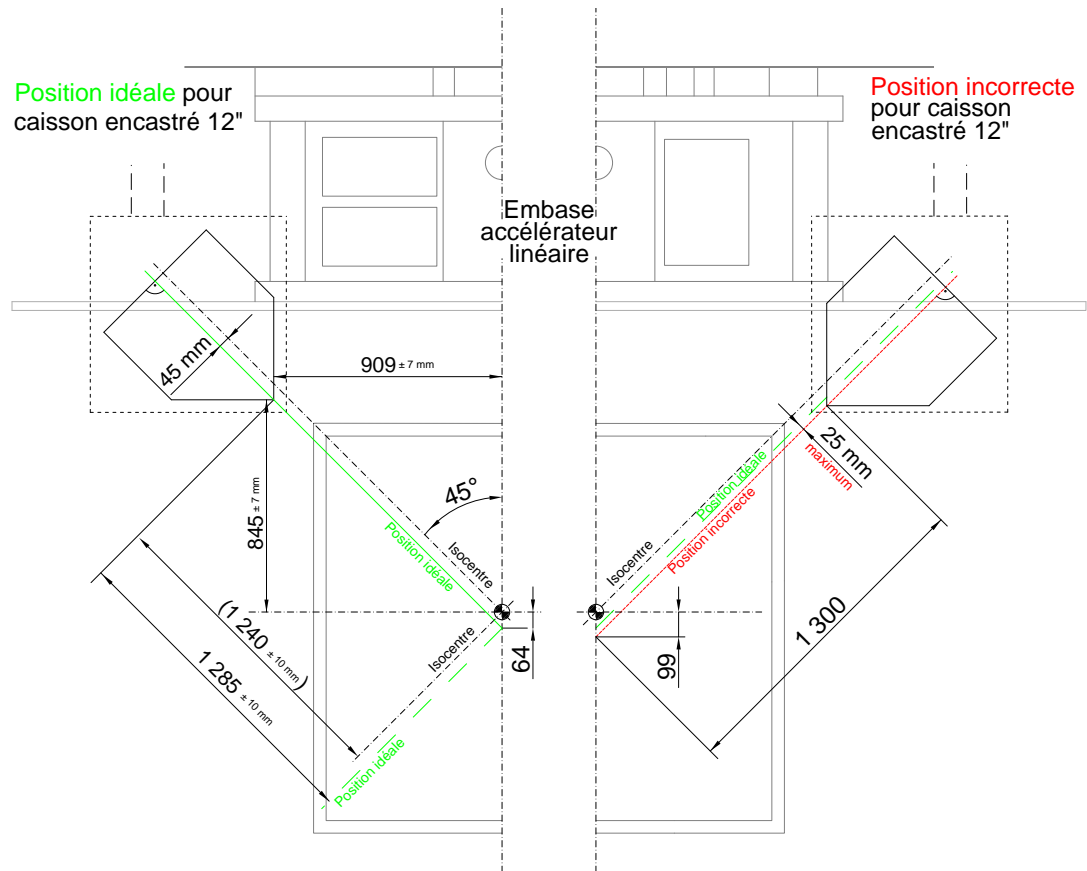 Position idéale pour
caisson encastré 12"
Position incorrecte
pour caisson
encastré 12"
Embase
accélérateur
linéaire
45 mm
909 ± 7 mm
25 mm
maximum
845 ± 7 mm
45°
Position idéale
Isocentre
Position idéale
Position incorrecte
Isocentre
(1 240 ± 10 mm)
1 285 ± 10 mm
Isocentre
Position idéale
64
99
1 300